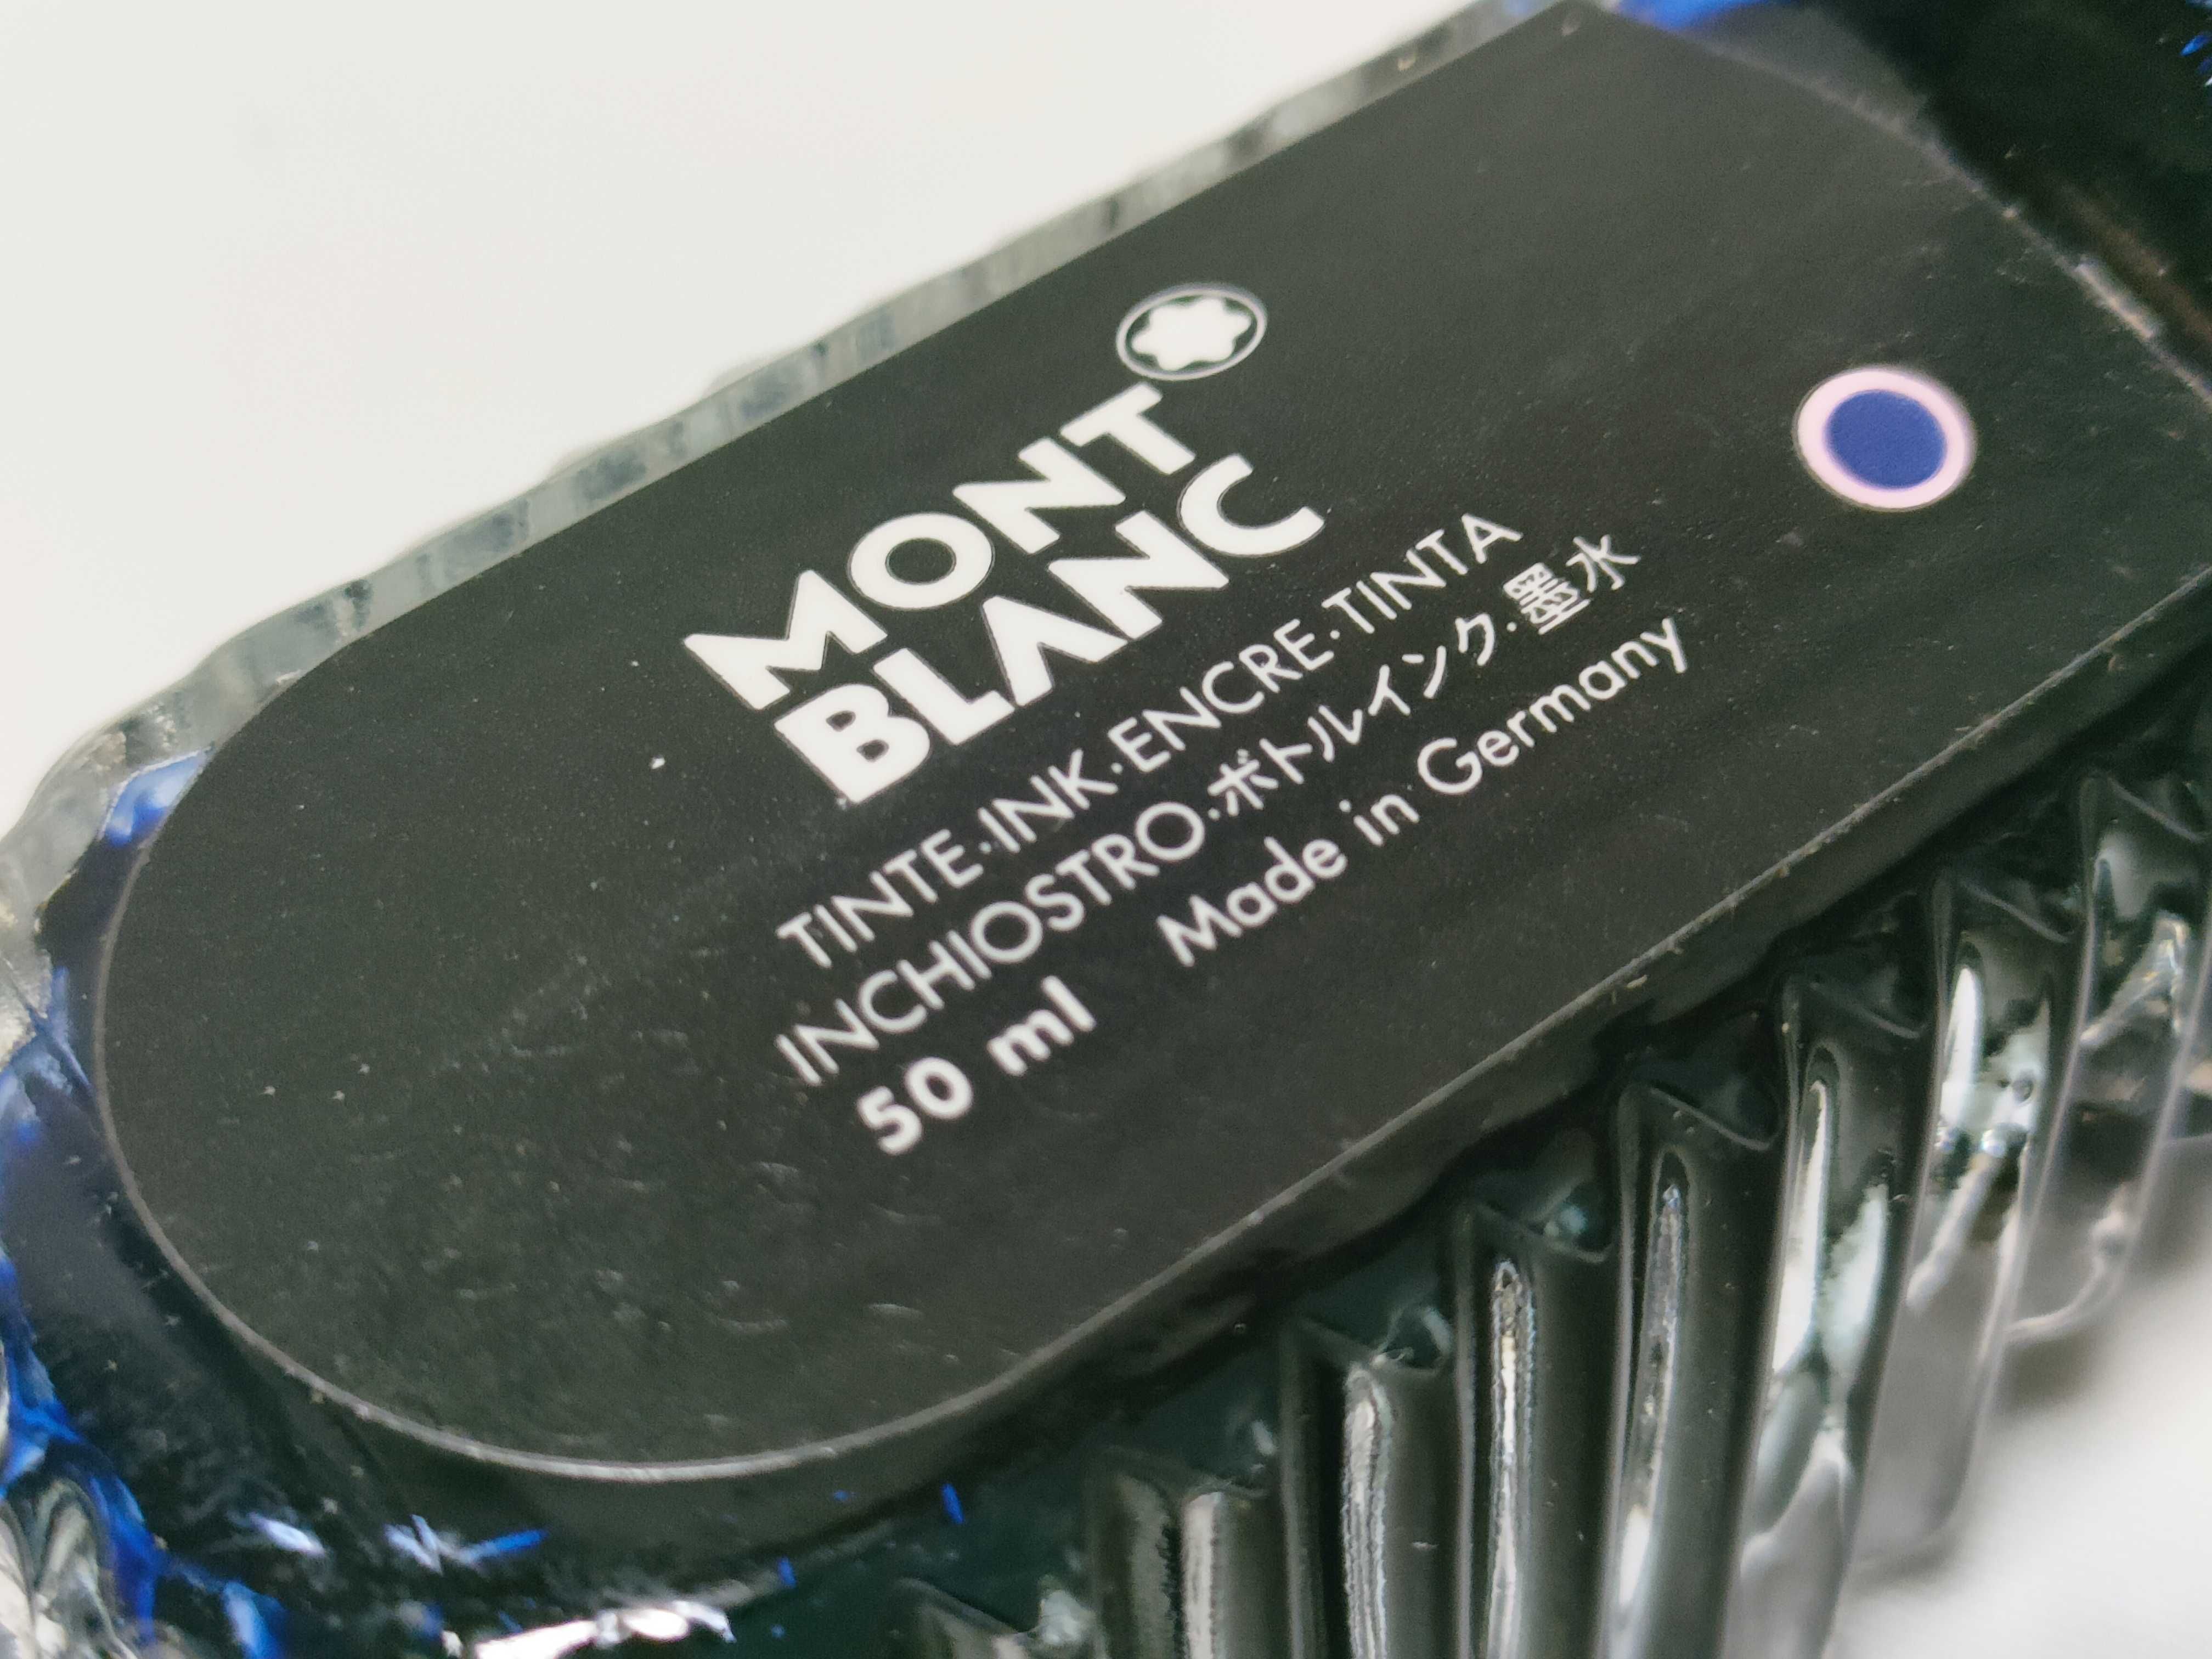 MONT
BLANC
TINTE·INK·ENCRE·TINTA
INCHIOSTRO·ボトルインク·墨水
50 ml Made in Germany